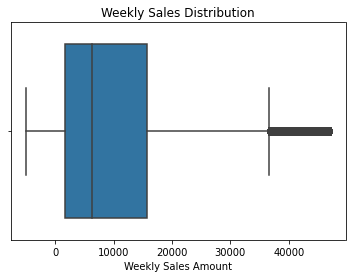 Weekly Sales Distribution
0 10000 20000 30000 40000
Weekly Sales Amount